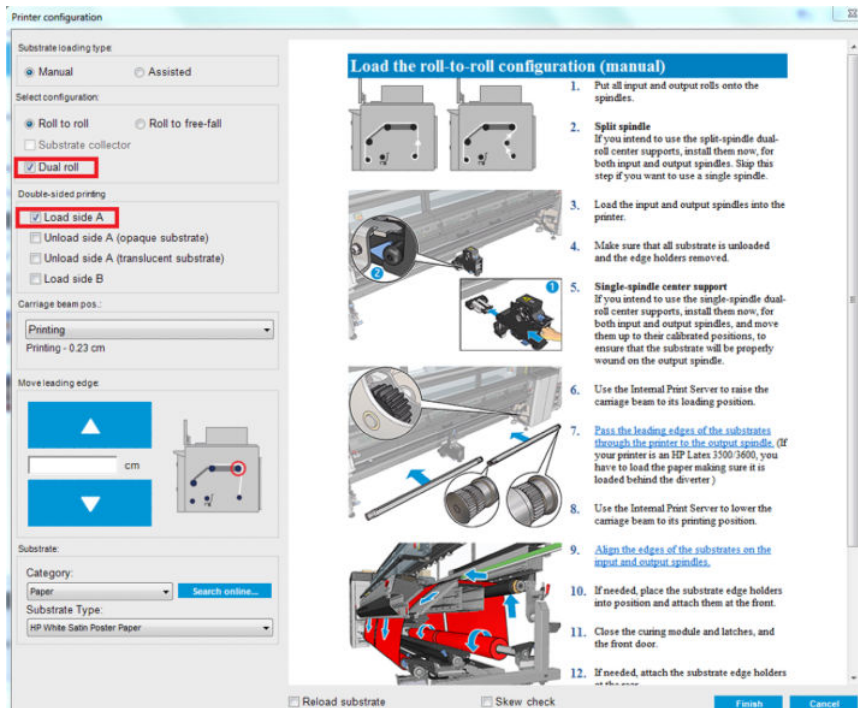 Printer configuration
Substrate loading type:
Manual
Assisted
Select configuration:
Roll to roll
Roll to free-fall
Substrate collector
Dual roll
Double-sided printing
Load side A
Unload side A (opaque substrate)
Unload side A (translucent substrate)
Load side B
Carriage beam pos.:
Printing
Printing - 0.23 cm
Move leading edge:
cm
Substrate:
Category:
Paper
Search online...
Substrate Type:
HP White Satin Poster Paper
Load the roll-to-roll configuration (manual)
1. Put all input and output rolls onto the
spindles.
2. Split spindle
If you intend to use the split-spindle dual-
roll center supports, install them now, for
both input and output spindles. Skip this
step if you want to use a single spindle.
3. Load the input and output spindles into the
printer.
4. Make sure that all substrate is unloaded
and the edge holders removed.
5. Single-spindle center support
If you intend to use the single-spindle dual-
roll center supports, install them now, for
both input and output spindles, and move
them up to their calibrated positions, to
ensure that the substrate will be properly
wound on the output spindle.
6. Use the Internal Print Server to raise the
carriage beam to its loading position.
7. Pass the leading edges of the substrates
through the printer to the output spindle. (If
your printer is an HP Latex 3500/3600, you
have to load the paper making sure it is
loaded behind the diverter )
8. Use the Internal Print Server to lower the
carriage beam to its printing position.
9. Align the edges of the substrates on the
input and output spindles.
10. If needed, place the substrate edge holders
into position and attach them at the front.
11. Close the curing module and latches, and
the front door.
12. If needed, attach the substrate edge holders
2
1
Reload substrate
Skew check
Finish
Cancel